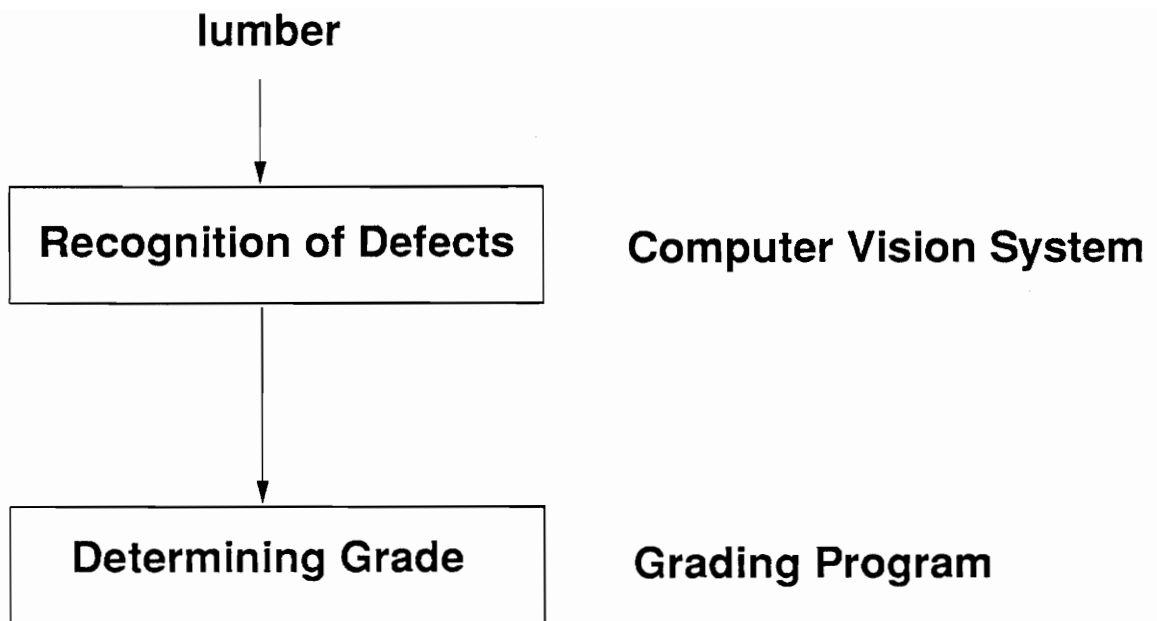 lumber
Recognition of Defects
Computer Vision System
Determining Grade
Grading Program